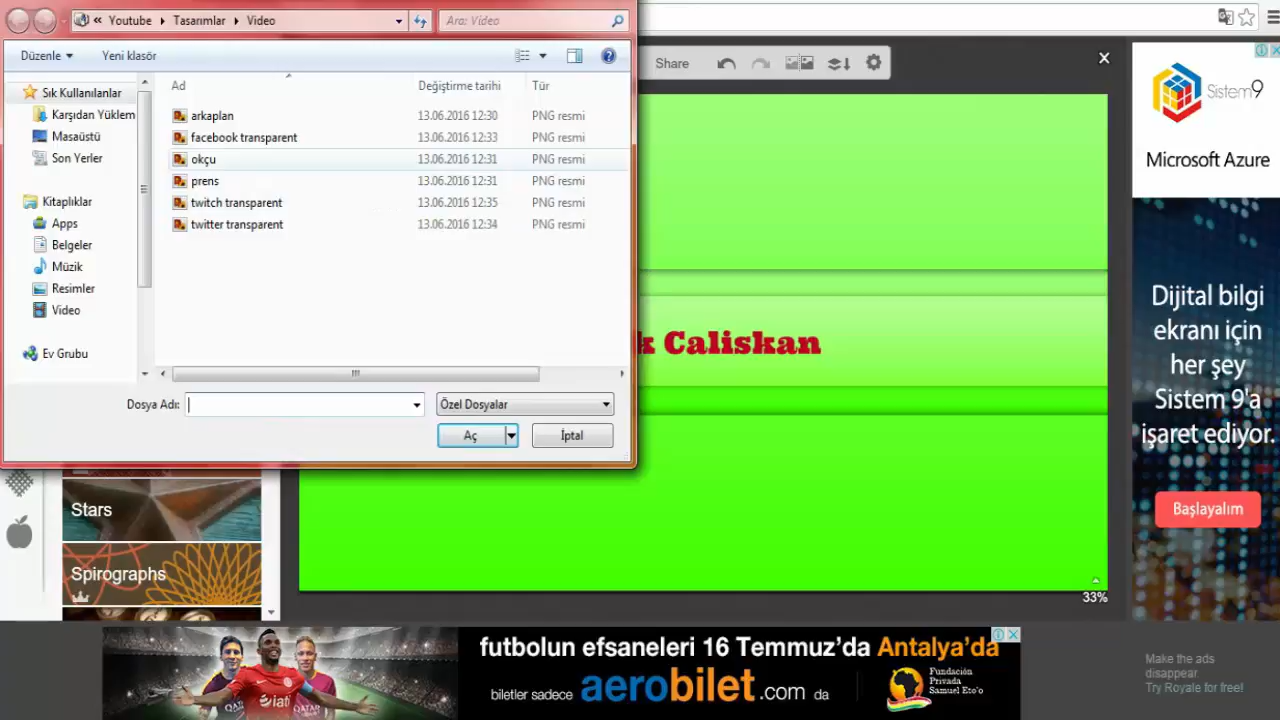 « Youtube ▸ Tasarımlar ▸ Video
Ara: Video
Düzenle
Yeni klasör
Sık Kullanılanlar
Karşıdan Yüklem
Masaüstü
Son Yerler
Kitaplıklar
Apps
Belgeler
Müzik
Resimler
Video
Ev Grubu
Ad Değiştirme tarihi Tür
arkaplan 13.06.2016 12:30 PNG resmi
facebook transparent 13.06.2016 12:33 PNG resmi
okçu 13.06.2016 12:31 PNG resmi
prens 13.06.2016 12:31 PNG resmi
twitch transparent 13.06.2016 12:35 PNG resmi
twitter transparent 13.06.2016 12:34 PNG resmi
Dosya Adı:
Özel Dosyalar
Aç
İptal
Share
k Caliskan
33%
Stars
Spirographs
Sistem9
Microsoft Azure
Dijital bilgi
ekranı için
her şey
Sistem 9'a
işaret ediyor.
Başlayalım
futbolun efsaneleri 16 Temmuz'da Antalya'da
biletler sadece aerobilet.com da
Fundación
Privada
Samuel Eto'o
Make the ads
disappear.
Try Royale for free!